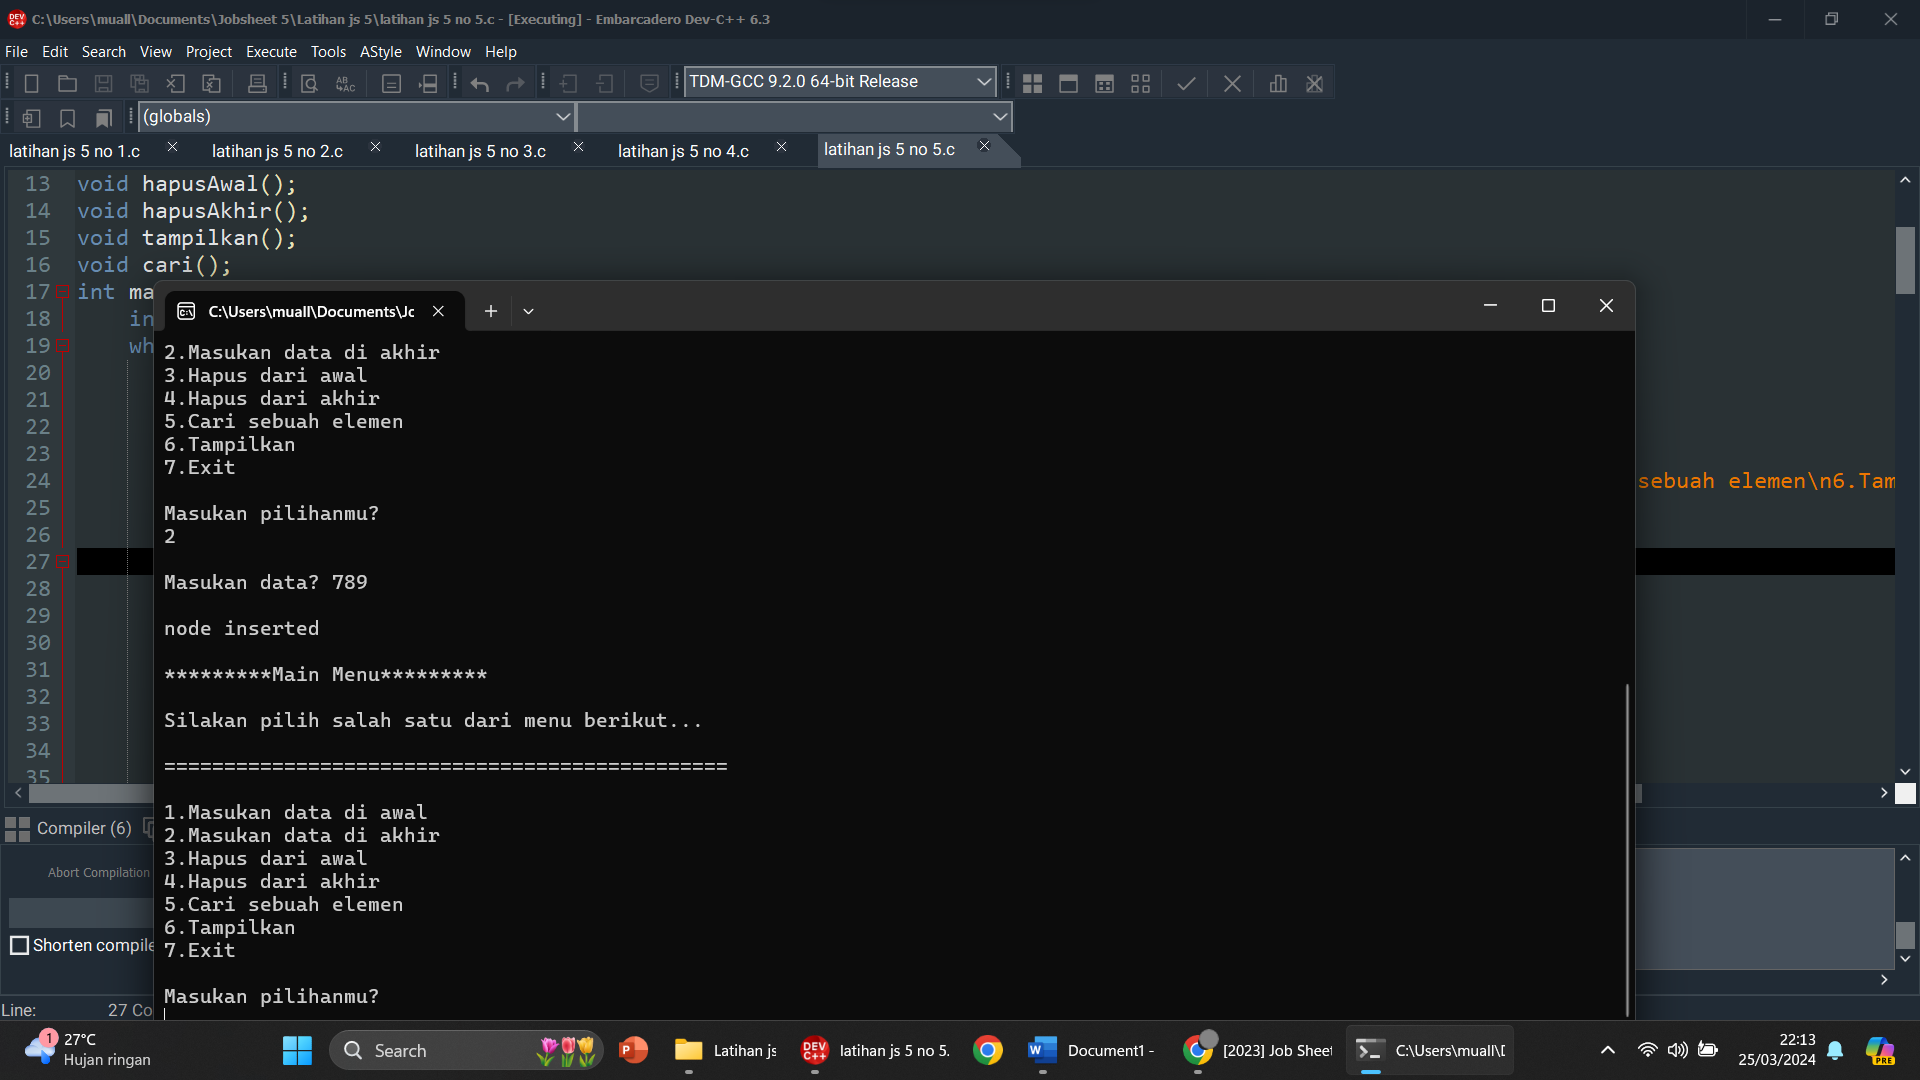 C:\Users\muall\Documents\Jobsheet 5\Latihan js 5\latihan js 5 no 5.c - [Executing] - Embarcadero Dev-C++ 6.3
File Edit Search View Project Execute Tools AStyle Window Help
TDM-GCC 9.2.0 64-bit Release
(globals)
latihan js 5 no 1.c latihan js 5 no 2.c latihan js 5 no 3.c latihan js 5 no 4.c latihan js 5 no 5.c
13 void hapusAwal();
14 void hapusAkhir();
15 void tampilkan();
16 void cari();
17 int ma
18 in
19 wh
20
21
22
23
24 sebuah elemen\n6.Tam
25
26
27
28
29
30
31
32
33
34
35
C:\Users\muall\Documents\Jc
2.Masukan data di akhir
3.Hapus dari awal
4.Hapus dari akhir
5.Cari sebuah elemen
6.Tampilkan
7.Exit
Masukan pilihanmu?
2
Masukan data? 789
node inserted
*********Main Menu*********
Silakan pilih salah satu dari menu berikut...
===============================================
1.Masukan data di awal
2.Masukan data di akhir
3.Hapus dari awal
4.Hapus dari akhir
5.Cari sebuah elemen
6.Tampilkan
7.Exit
Masukan pilihanmu?
Compiler (6)
Abort Compilation
Shorten compile
Line: 27 Co
1 27°C
Hujan ringan
Search
Latihan js
latihan js 5 no 5.
Document1 -
[2023] Job Sheet
C:\Users\muall\D
22:13
25/03/2024